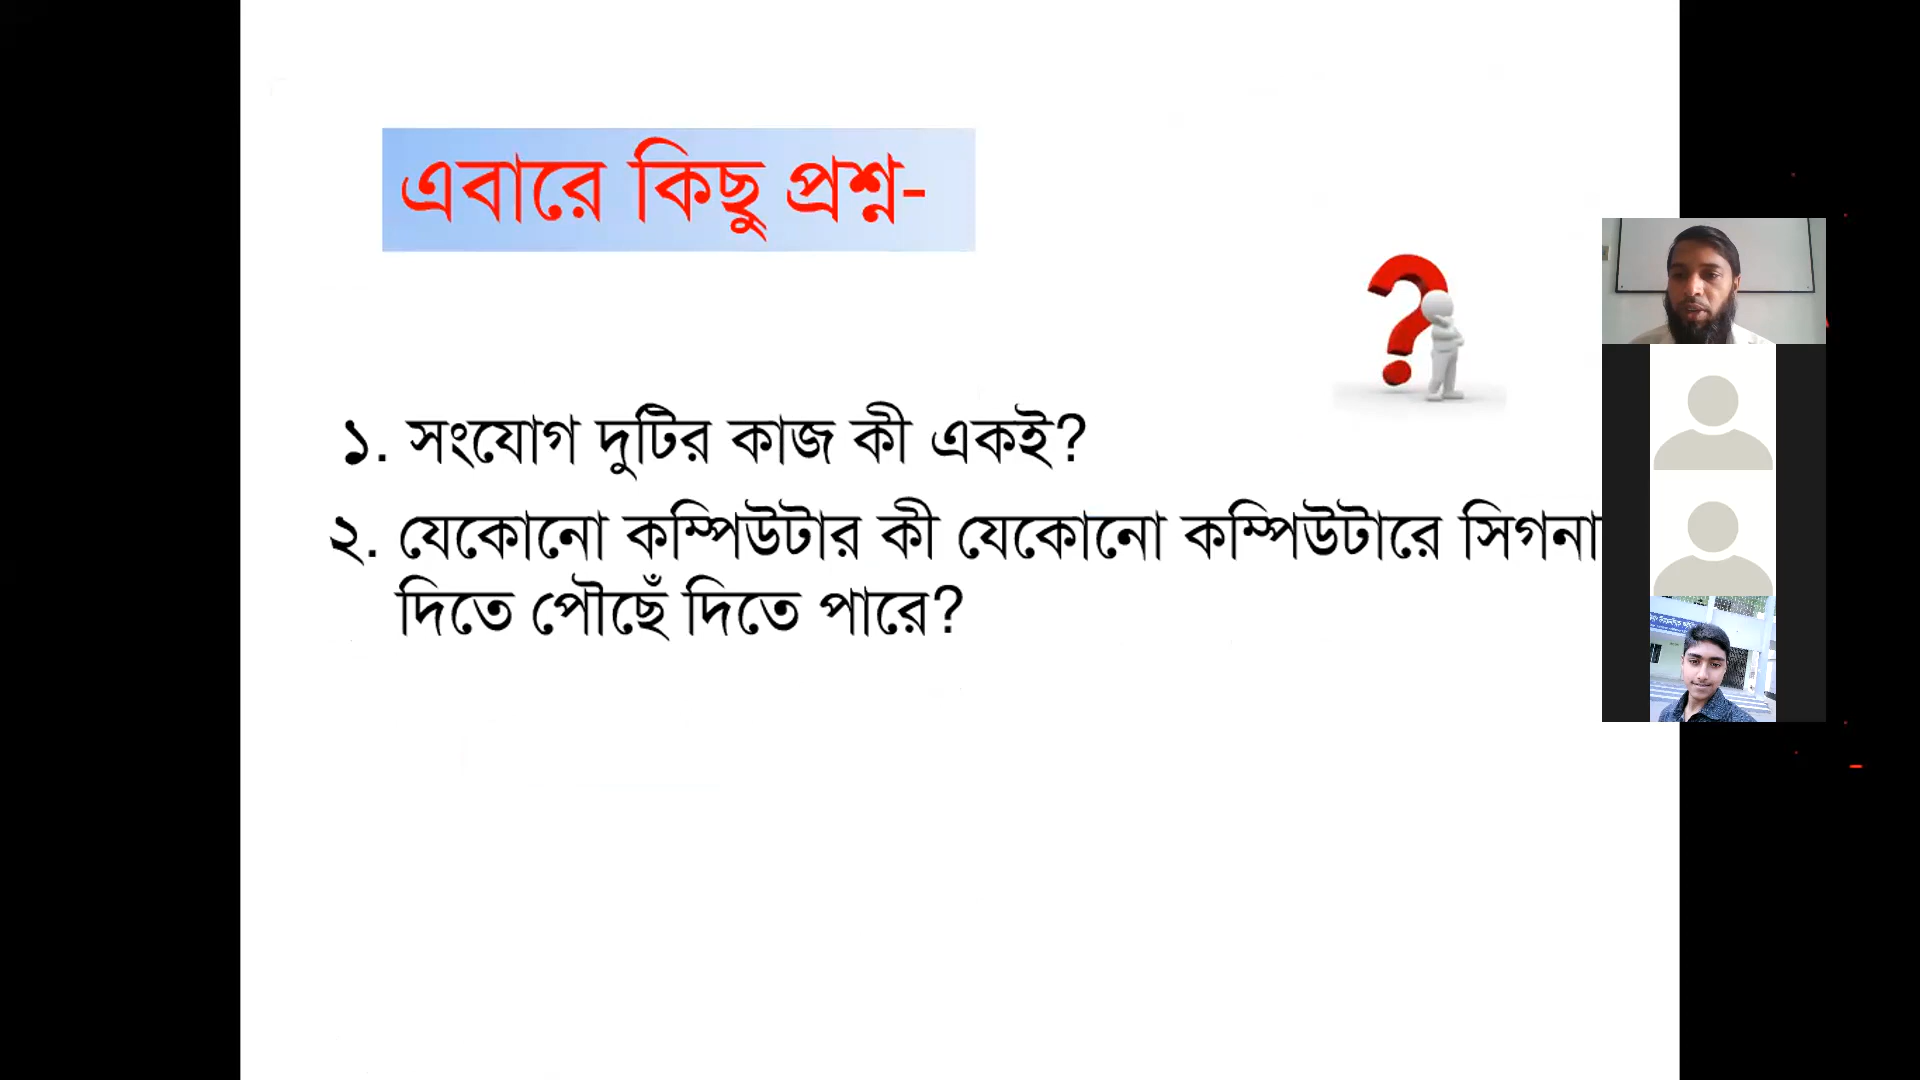 এবারে কিছু প্রশ্ন-
১. সংযোগ দুটির কাজ কী একই?
২. যেকোনো কম্পিউটার কী যেকোনো কম্পিউটারে সিগনা
দিতে পৌছেঁ দিতে পারে?